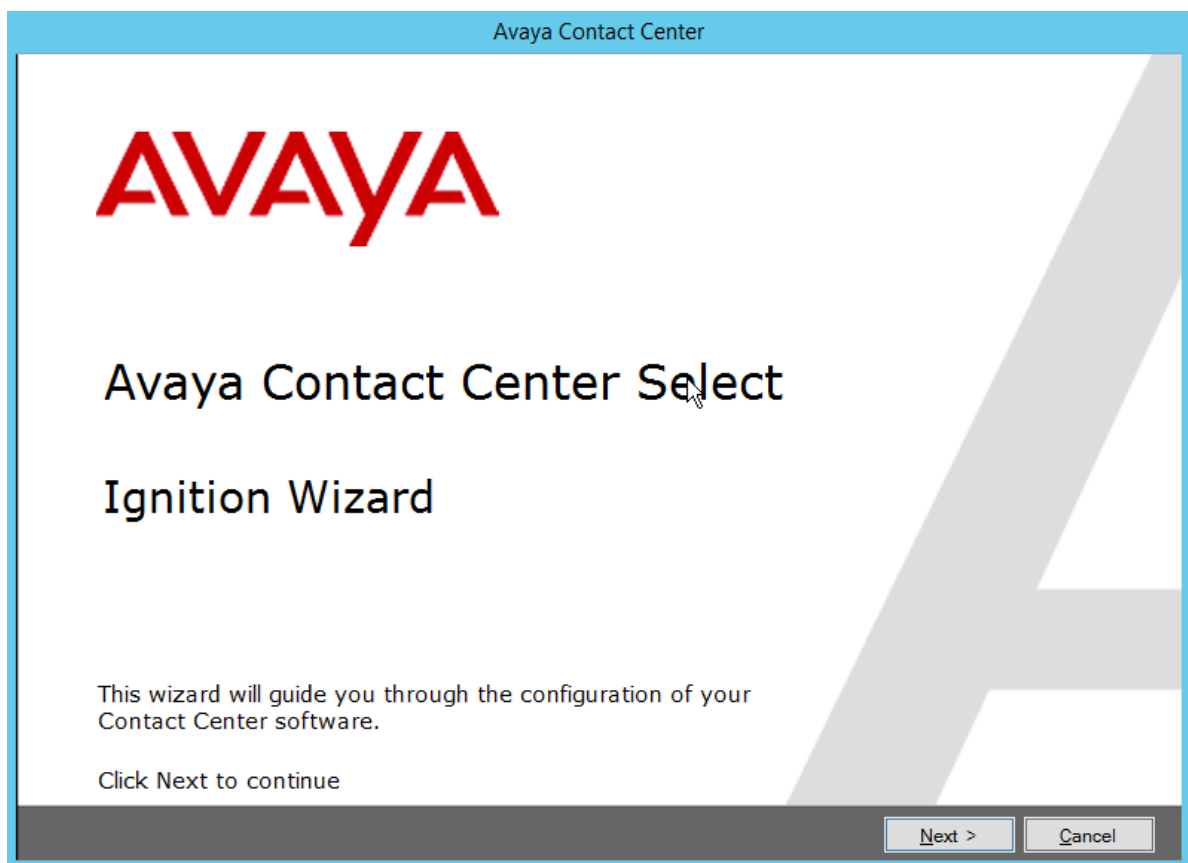 Avaya Contact Center
AVAYA
Avaya Contact Center Select
Ignition Wizard
This wizard will guide you through the configuration of your
Contact Center software.
Click Next to continue
Next >
Cancel